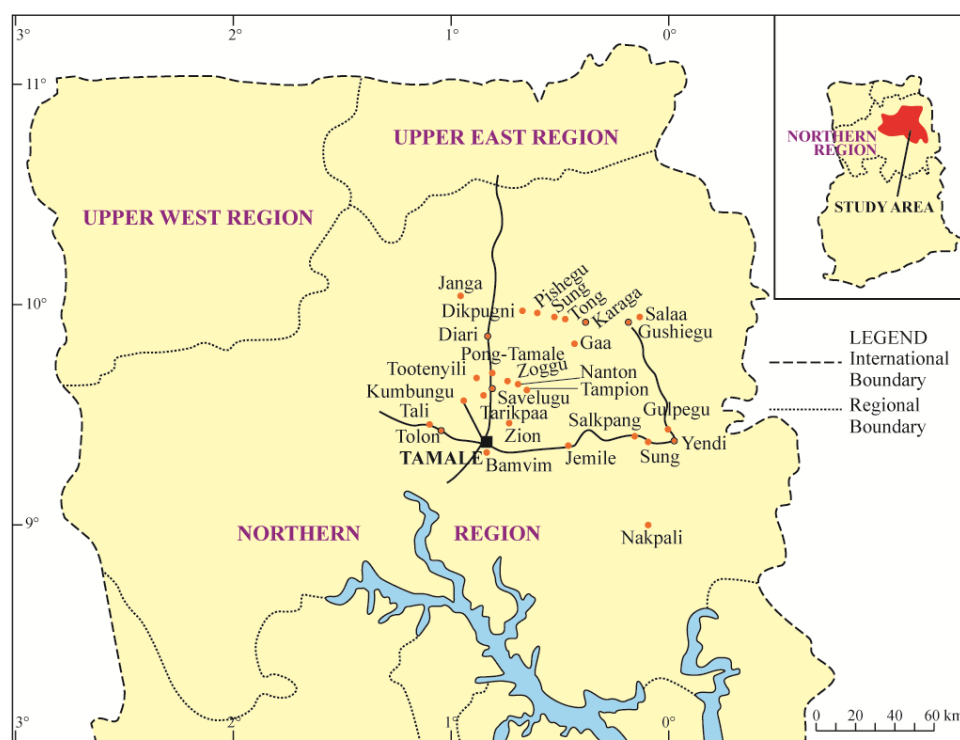 3°
2°
1°
0°
11°
UPPER EAST REGION
NORTHERN
REGION
UPPER WEST REGION
STUDY AREA
Janga
10°
Dikpugni
Pishegu
Sung
Tong
Karaga
Salaa
Gushiegu
Diari
Gaa
LEGEND
International
Boundary
Regional
Boundary
Pong-Tamale
Tootenyili
Zoggu
Nanton
Kumbungu
Savelugu
Tampion
Tali
Tarikpaa
Salkpang
Gulpegu
Tolon
Zion
Yendi
TAMALE
Bamvim
Jemile
Sung
9°
NORTHERN
REGION
Nakpali
3°
2°
1°
0°
0 20 40 60 km